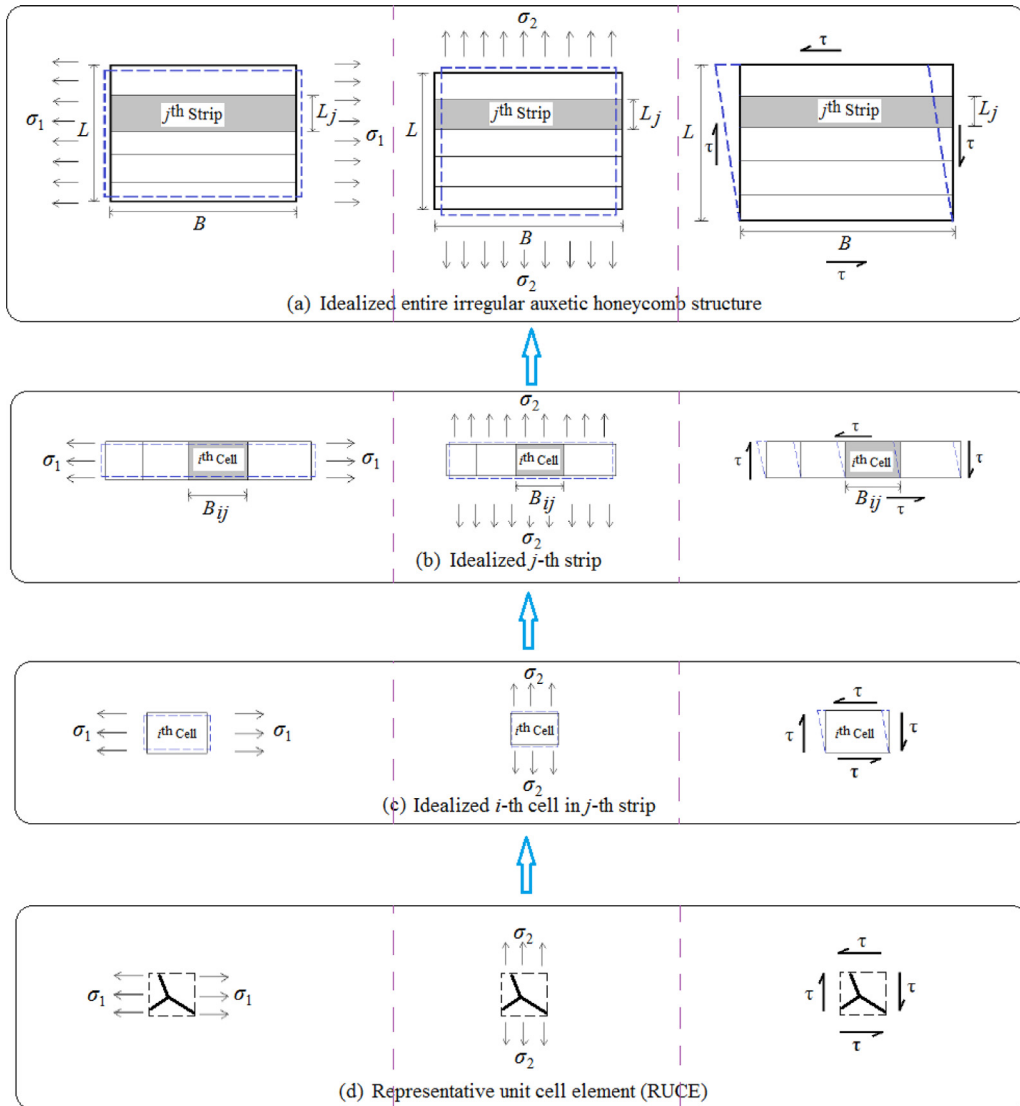 σ2
τ
σ1
L
jth Strip
Lj
σ1
B
L
jth Strip
Lj
B
σ2
L
τ
jth Strip
Lj
τ
B
τ
(a) Idealized entire irregular auxetic honeycomb structure
σ1
ith Cell
σ1
Bij
σ2
ith Cell
Bij
σ2
τ
τ
ith Cell
τ
Bij
τ
(b) Idealized j-th strip
σ1
ith Cell
σ1
σ2
ith Cell
σ2
τ
τ
ith Cell
τ
τ
(c) Idealized i-th cell in j-th strip
σ1
σ1
σ2
σ2
τ
τ
τ
τ
(d) Representative unit cell element (RUCE)